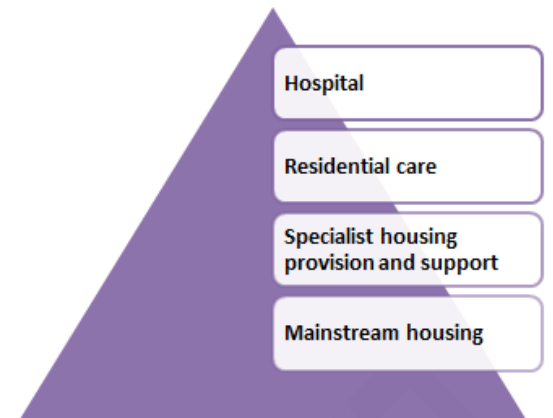 Hospital
Residential care
Specialist housing
provision and support
Mainstream housing